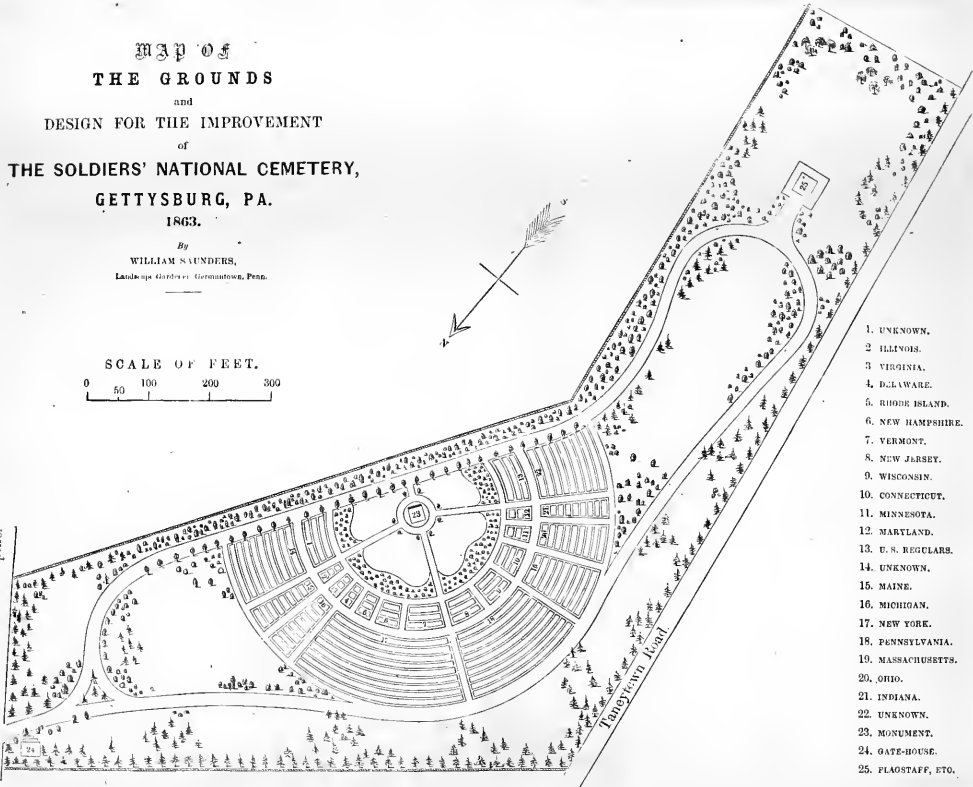 MAP OF
THE GROUNDS
and
DESIGN FOR THE IMPROVEMENT
of
THE SOLDIERS' NATIONAL CEMETERY,
GETTYSBURG, PA.
1863.
By
WILLIAM SAUNDERS,
Landscape Gardener Germantown, Penn.
SCALE OF FEET.
0 50 100 200 300
1. UNKNOWN.
2 ILLINOIS.
3 VIRGINIA.
4. DELAWARE.
5. RHODE ISLAND.
6. NEW HAMPSHIRE.
7. VERMONT.
8. NEW JERSEY.
9. WISCONSIN.
10. CONNECTICUT.
11. MINNESOTA.
12. MARYLAND.
13. U. S. REGULARS.
14. UNKNOWN.
15. MAINE.
16. MICHIGAN.
17. NEW YORK.
18. PENNSYLVANIA.
19. MASSACHUSETTS.
20. OHIO.
21. INDIANA.
22. UNKNOWN.
23. MONUMENT.
24. GATE-HOUSE.
25. FLAGSTAFF, ETC.
Taneytown Road.
23
24
25